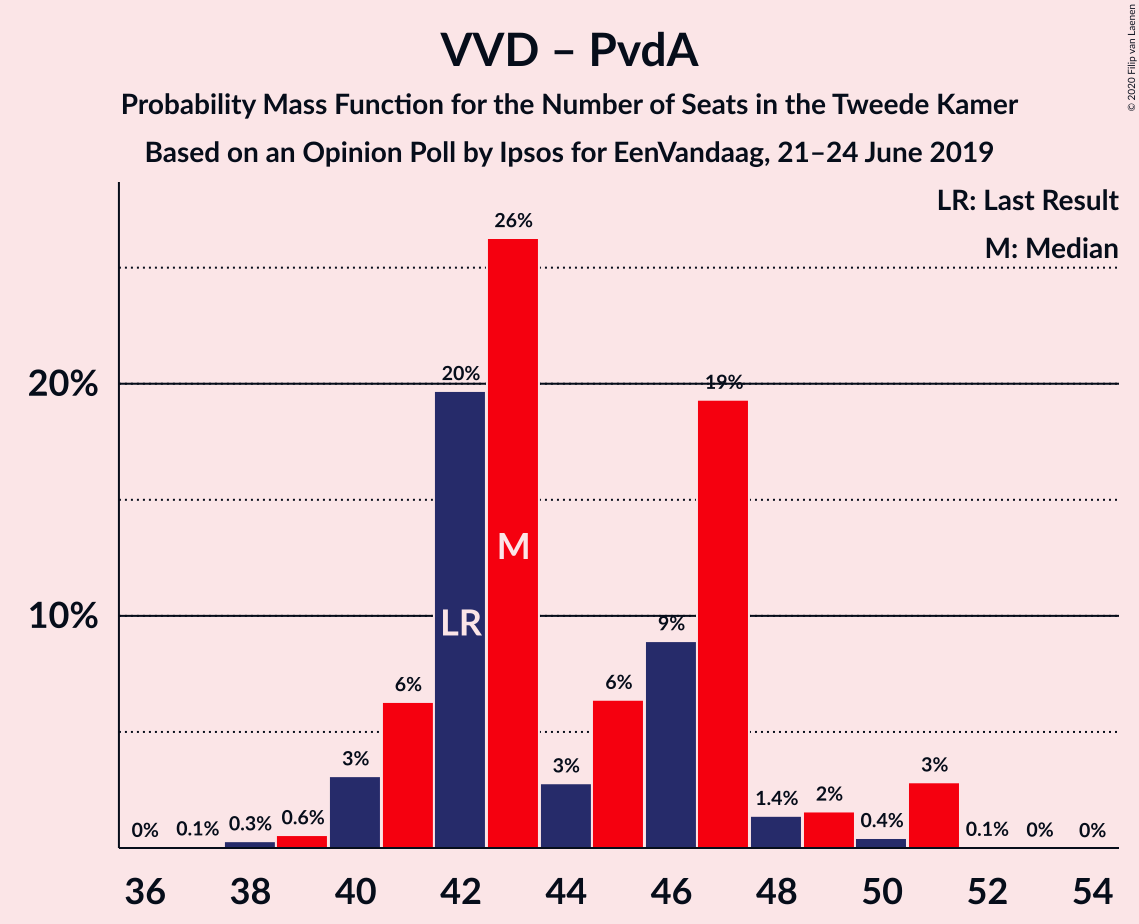 VVD – PvdA
Probability Mass Function for the Number of Seats in the Tweede Kamer
Based on an Opinion Poll by Ipsos for EenVandaag, 21–24 June 2019
© 2020 Filip van Laenen
LR: Last Result
M: Median
20%
10%
0% 0.1% 0.3% 0.6% 3% 6% 20% 26% 3% 6% 9% 19% 1.4% 2% 0.4% 3% 0.1% 0% 0%
LR
M
36 38 40 42 44 46 48 50 52 54